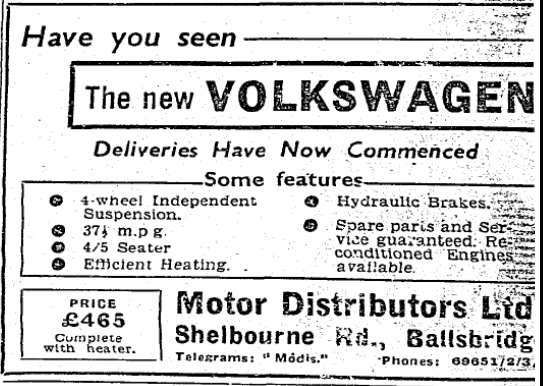 Have you seen
The new VOLKSWAGEN
Deliveries Have Now Commenced
Some features
4-wheel Independent
Suspension.
37½ m.p g.
4/5 Seater
Efficient Heating.
Hydraulic Brakes.
Spare parts and Ser-
vice guaranteed. Re-
conditioned Engines
available.
PRICE
£465
Complete
with heater.
Motor Distributors Ltd
Shelbourne Rd., Ballsbridg
Telegrams: "Modis."
Phones: 69651/2/3